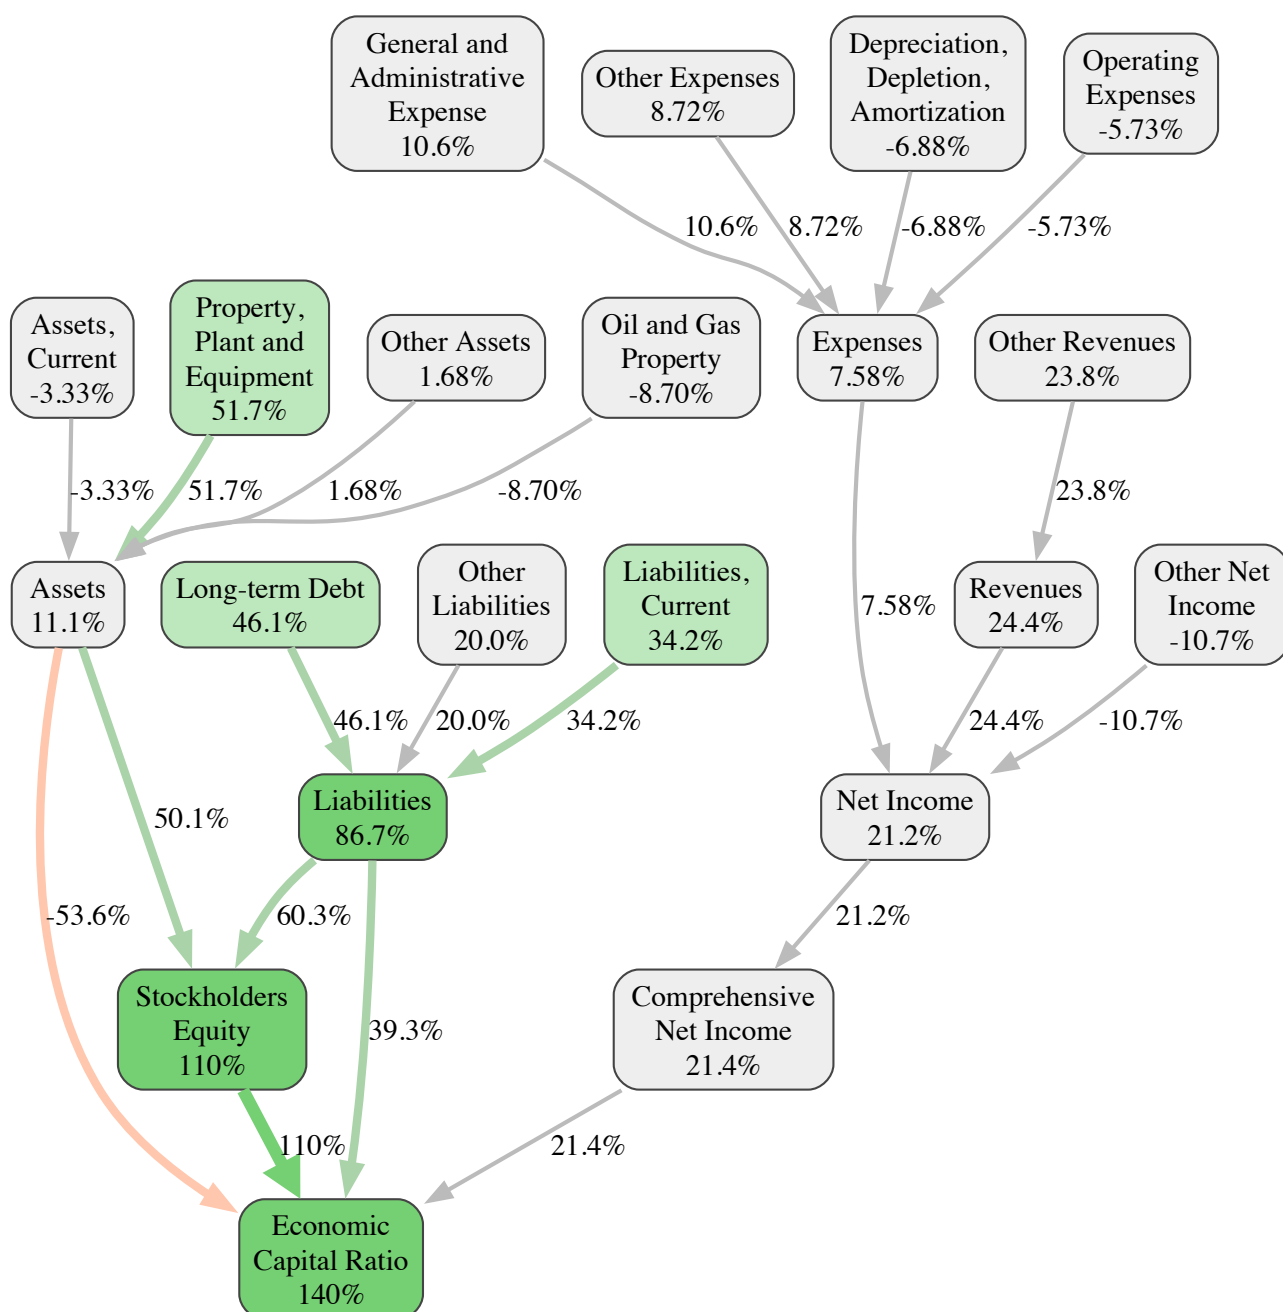 General and
Administrative
Expense
10.6%
Other Expenses
8.72%
Depreciation,
Depletion,
Amortization
-6.88%
Operating
Expenses
-5.73%
10.6%
8.72%
-6.88%
-5.73%
Assets,
Current
-3.33%
Property,
Plant and
Equipment
51.7%
Other Assets
1.68%
Oil and Gas
Property
-8.70%
Expenses
7.58%
Other Revenues
23.8%
-3.33%
51.7%
1.68%
-8.70%
23.8%
Assets
11.1%
Long-term Debt
46.1%
Other
Liabilities
20.0%
Liabilities,
Current
34.2%
7.58%
Revenues
24.4%
Other Net
Income
-10.7%
46.1%
20.0%
34.2%
24.4%
-10.7%
50.1%
Liabilities
86.7%
Net Income
21.2%
-53.6%
60.3%
21.2%
Stockholders
Equity
110%
39.3%
Comprehensive
Net Income
21.4%
110%
21.4%
Economic
Capital Ratio
140%